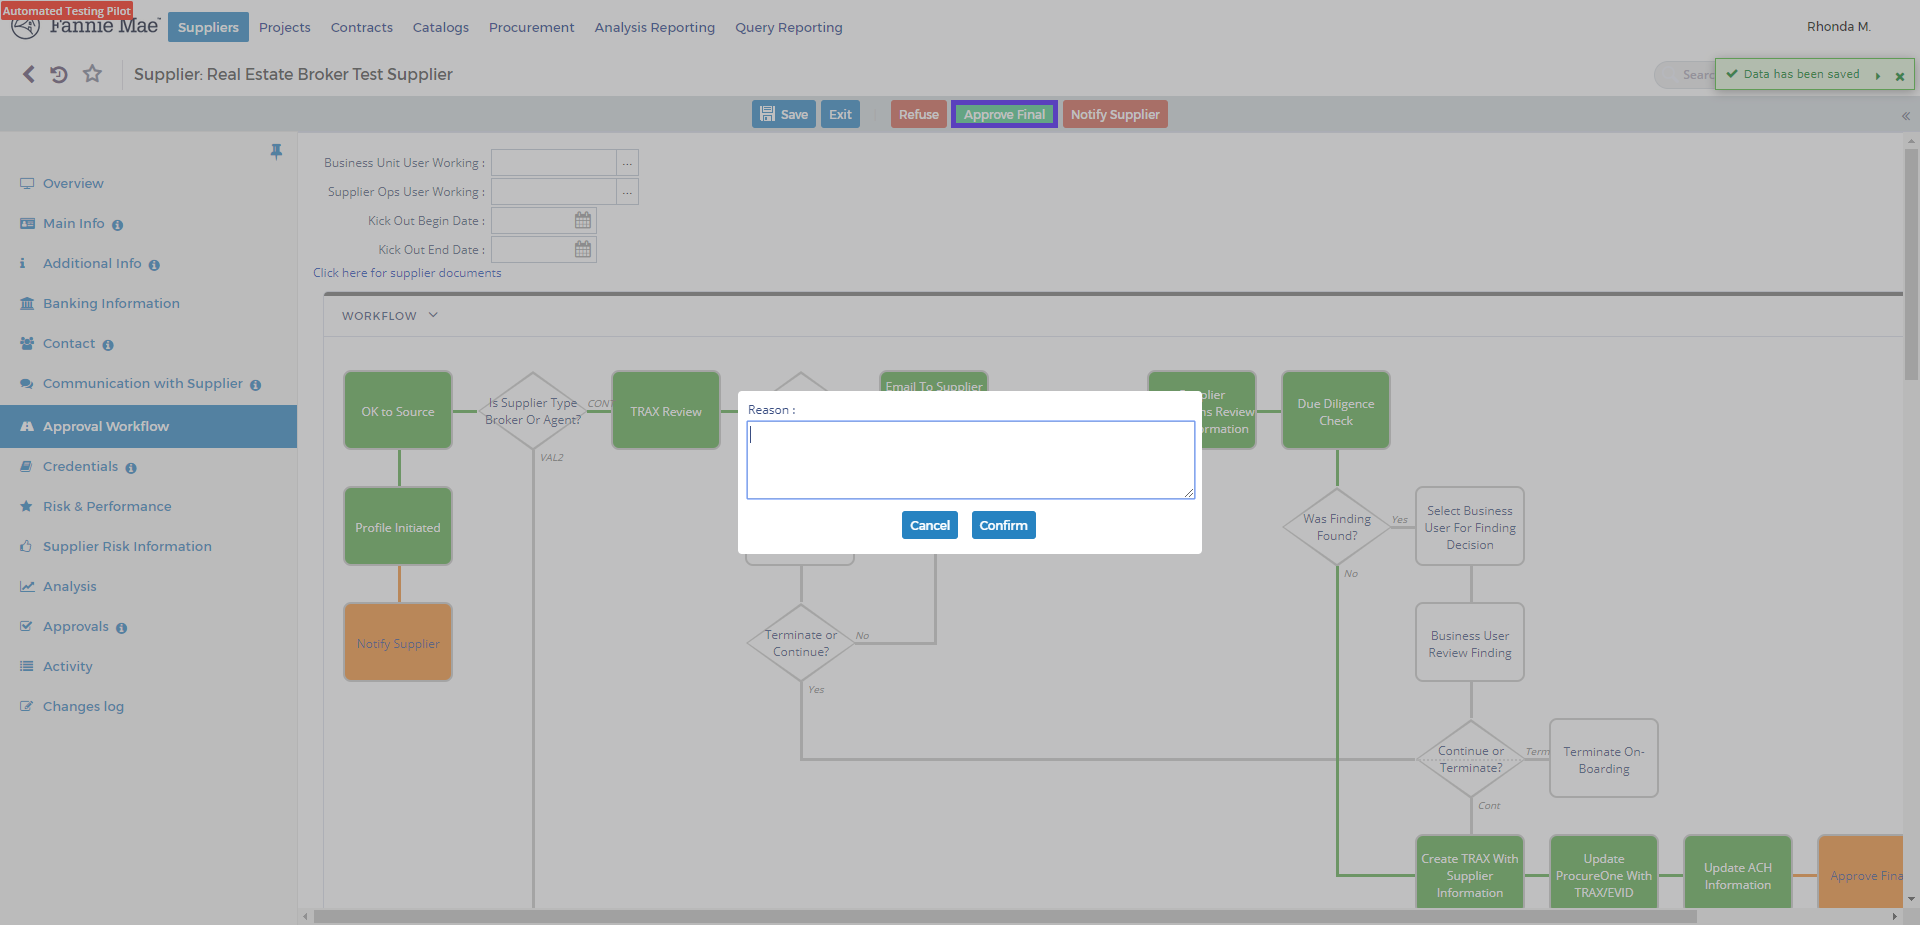 Automated Testing Pilot
Fannie Mae
Suppliers
Projects
Contracts
Catalogs
Procurement
Analysis Reporting
Query Reporting
Rhonda M.
Supplier: Real Estate Broker Test Supplier
Searc
Data has been saved
Save
Exit
Refuse
Approve Final
Notify Supplier
Overview
Main Info
Additional Info
Banking Information
Contact
Communication with Supplier
Approval Workflow
Credentials
Risk & Performance
Supplier Risk Information
Analysis
Approvals
Activity
Changes log
Business Unit User Working :
...
Supplier Ops User Working :
...
Kick Out Begin Date :
Kick Out End Date :
Click here for supplier documents
WORKFLOW
OK to Source
Is Supplier Type
Broker Or Agent?
CONT
VAL2
TRAX Review
Email To Supplier
plier
ns Review
ormation
Due Diligence
Check
Reason :
Cancel
Confirm
Profile Initiated
Notify Supplier
Terminate or
Continue?
No
Yes
Was Finding
Found?
Yes
No
Select Business
User For Finding
Decision
Business User
Review Finding
Continue or
Terminate?
Term
Cont
Terminate On-
Boarding
Create TRAX With
Supplier
Information
Update
ProcureOne With
TRAX/EVID
Update ACH
Information
Approve Fina